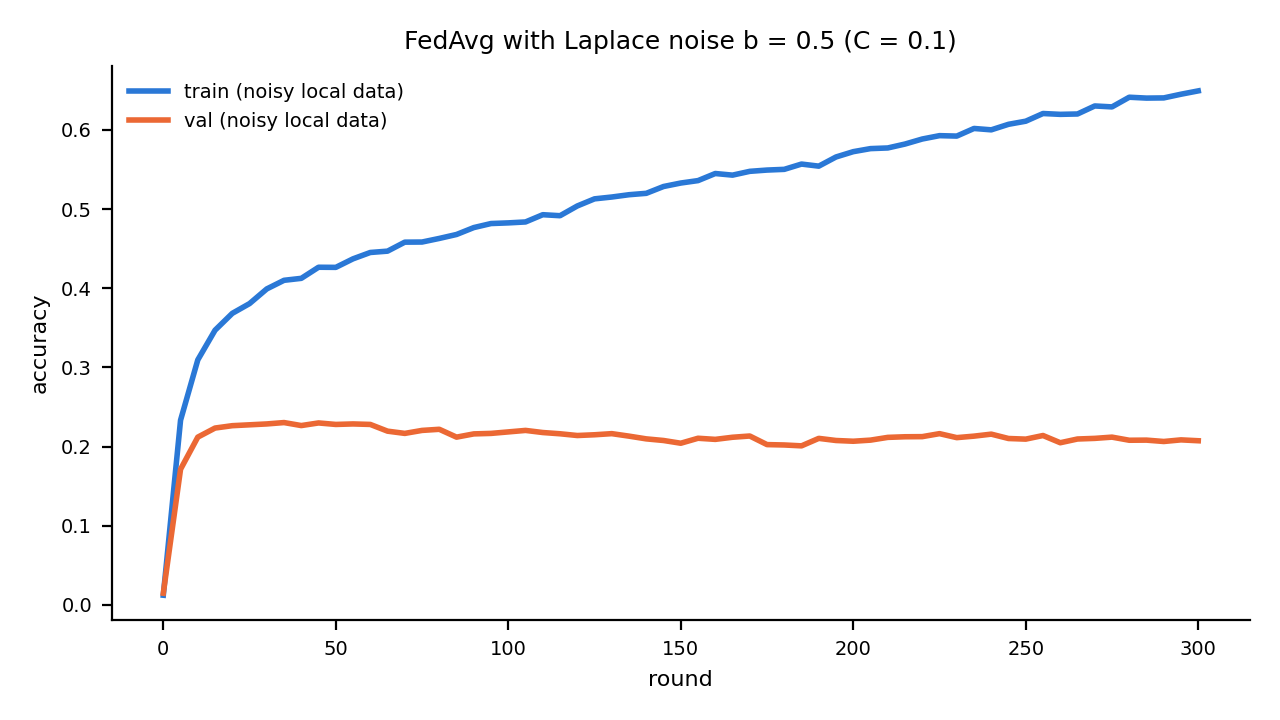 FedAvg with Laplace noise b = 0.5 (C = 0.1)
train (noisy local data)
val (noisy local data)
accuracy
0.6
0.5
0.4
0.3
0.2
0.1
0.0
0 50 100 150 200 250 300
round